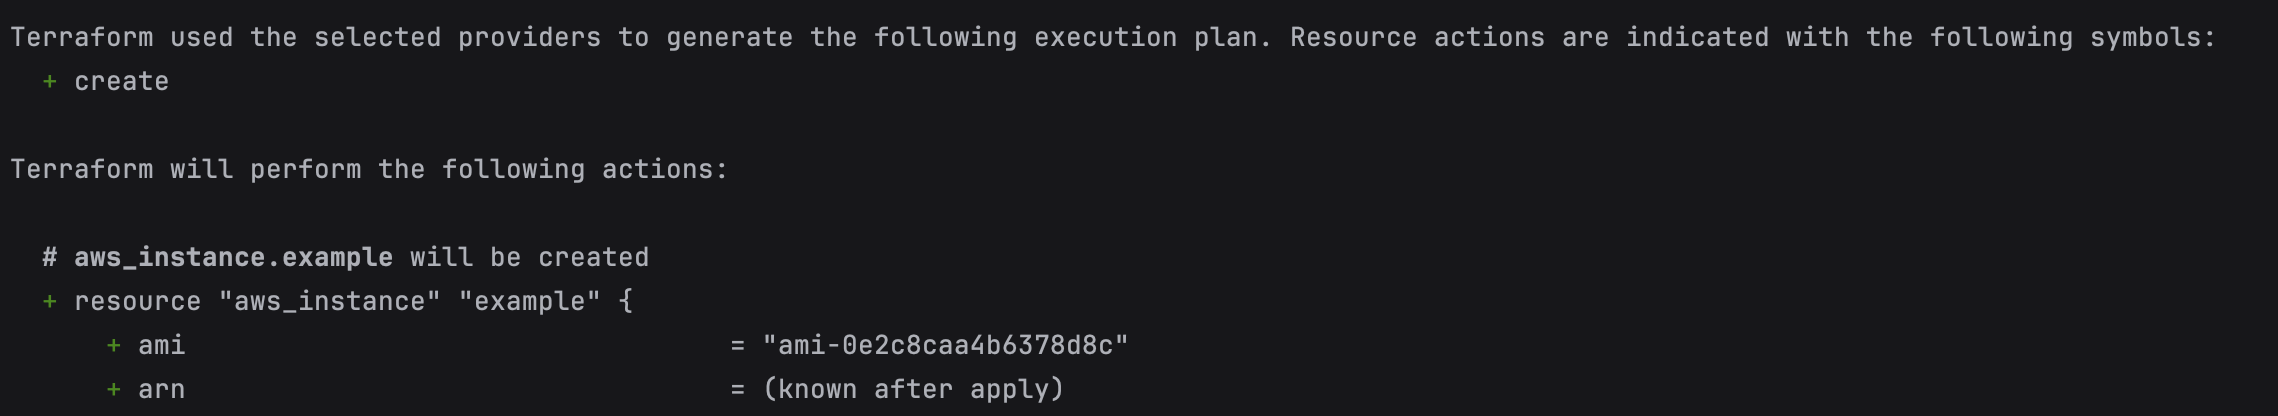 Terraform used the selected providers to generate the following execution plan. Resource actions are indicated with the following symbols:
  + create

Terraform will perform the following actions:

  # aws_instance.example will be created
  + resource "aws_instance" "example" {
      + ami                                  = "ami-0e2c8caa4b6378d8c"
      + arn                                  = (known after apply)